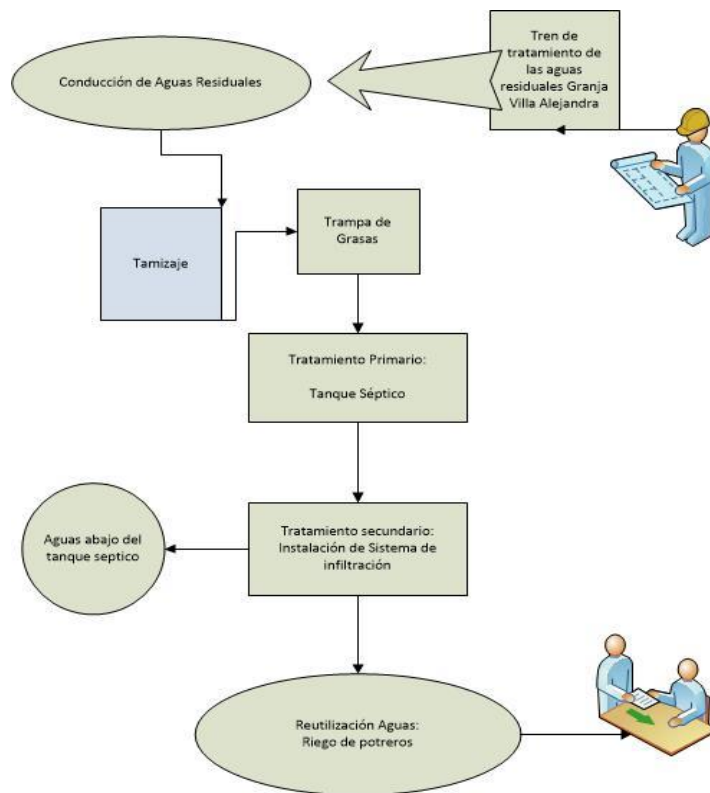 Tren de
tratamiento de
las aguas
residuales Granja
Villa Alejandra
Conducción de Aguas Residuales
Tamizaje
Trampa de
Grasas
Tratamiento Primario:
Tanque Séptico
Tratamiento secundario:
Instalación de Sistema de
infiltración
Aguas abajo del
tanque septico
Reutilización Aguas:
Riego de potreros